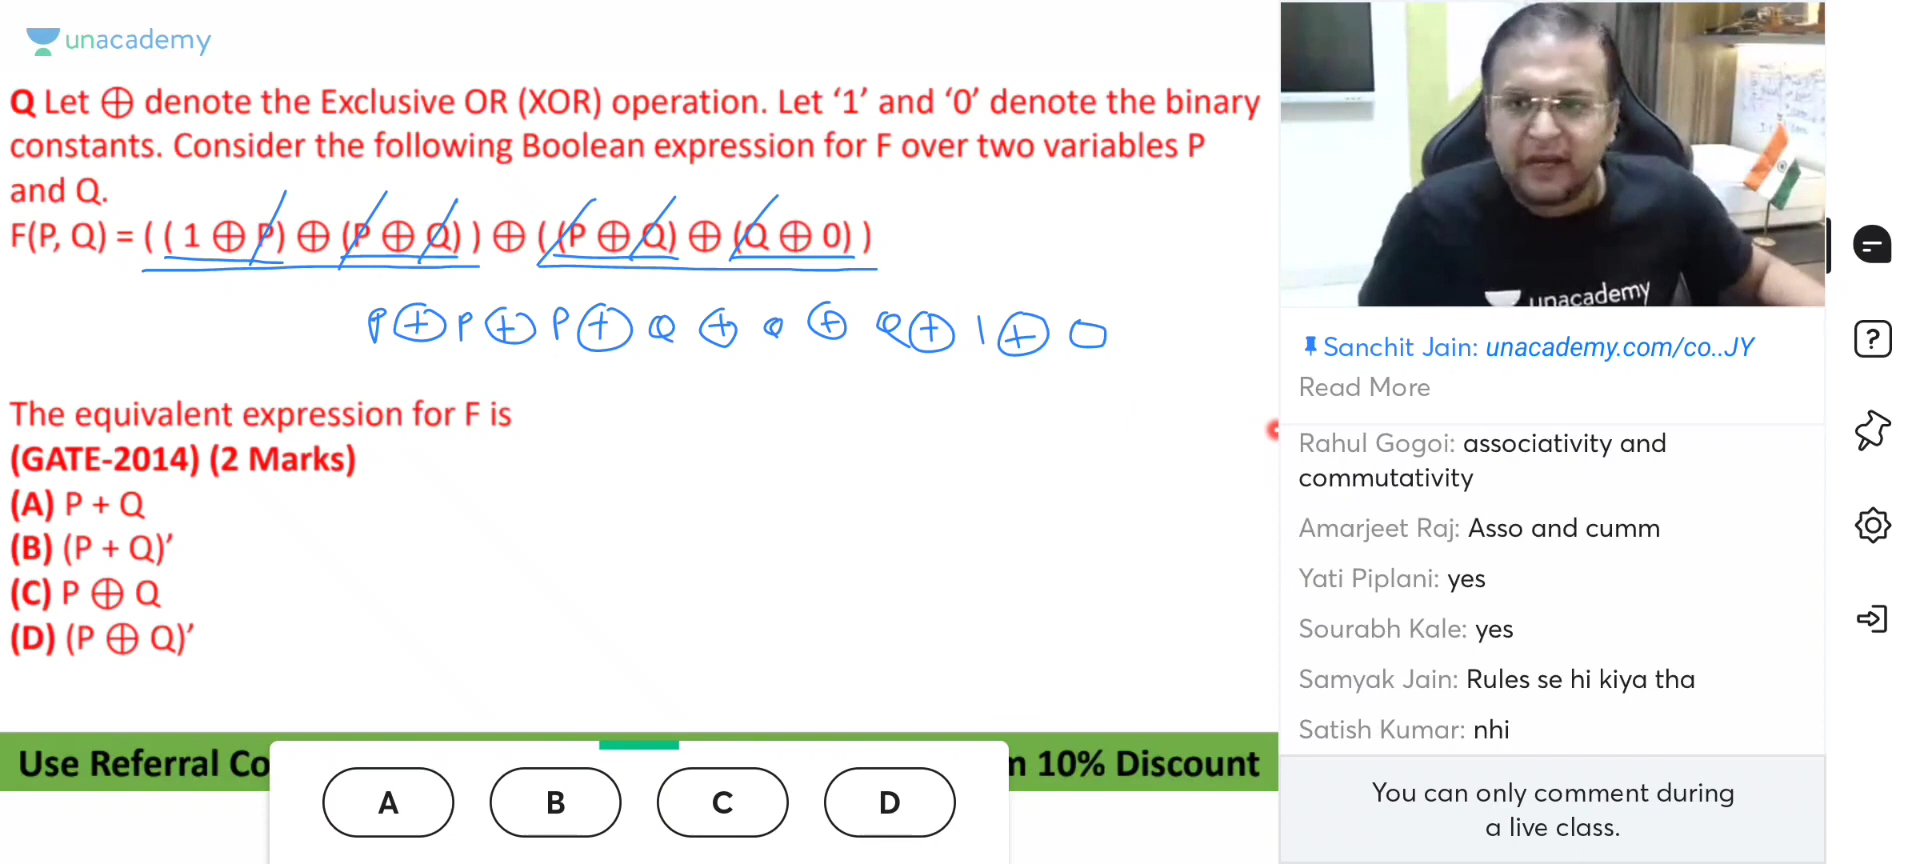 unacademy
Q Let ⊕ denote the Exclusive OR (XOR) operation. Let ‘1’ and ‘0’ denote the binary
constants. Consider the following Boolean expression for F over two variables P
and Q.
F(P, Q) = ( ( 1 ⊕ P) ⊕ (P ⊕ Q) ) ⊕ ( (P ⊕ Q) ⊕ (Q ⊕ 0) )
P ⊕ P ⊕ P ⊕ Q ⊕ Q ⊕ Q ⊕ 1 ⊕ 0
The equivalent expression for F is
(GATE-2014) (2 Marks)
(A) P + Q
(B) (P + Q)’
(C) P ⊕ Q
(D) (P ⊕ Q)’
Use Referral Co
10% Discount
A B C D
unacademy
Sanchit Jain: unacademy.com/co..JY
Read More
Rahul Gogoi: associativity and
commutativity
Amarjeet Raj: Asso and cumm
Yati Piplani: yes
Sourabh Kale: yes
Samyak Jain: Rules se hi kiya tha
Satish Kumar: nhi
You can only comment during
a live class.
?